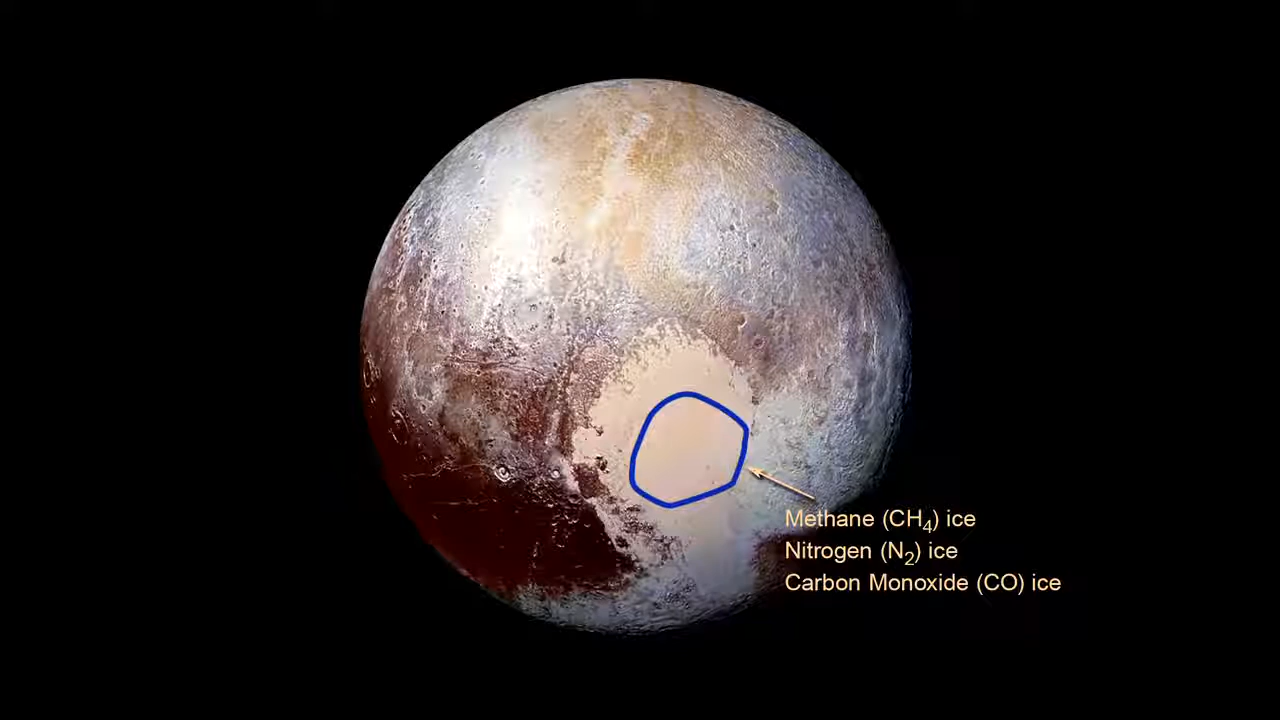 Methane (CH₄) ice
Nitrogen (N₂) ice
Carbon Monoxide (CO) ice